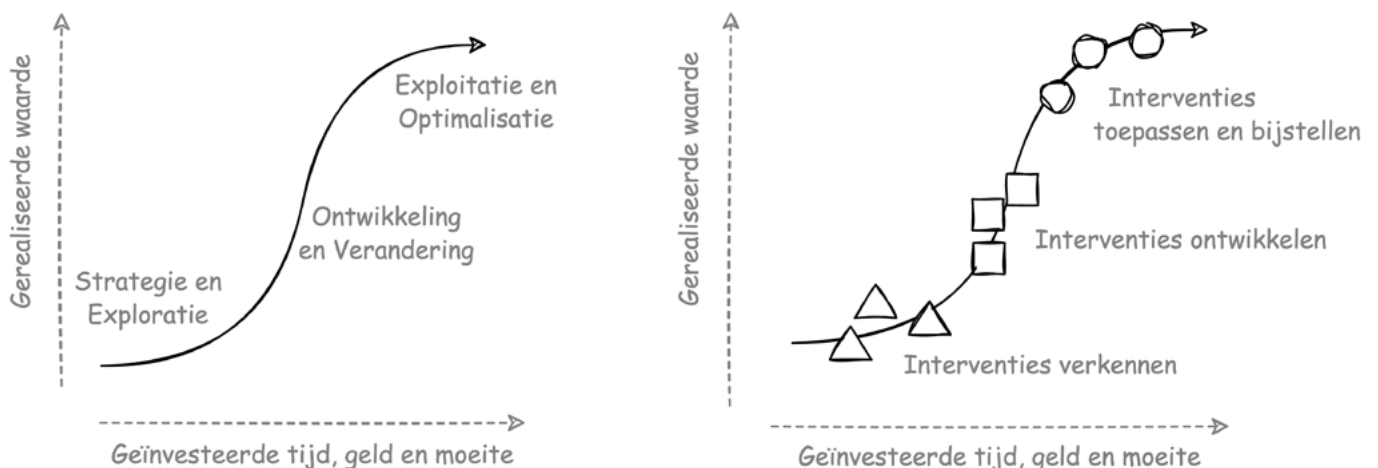 Gerealiseerde waarde
Exploitatie en
Optimalisatie
Ontwikkeling
en Verandering
Strategie en
Exploratie
Geïnvesteerde tijd, geld en moeite
Gerealiseerde waarde
Interventies
toepassen en bijstellen
Interventies ontwikkelen
Interventies verkennen
Geïnvesteerde tijd, geld en moeite